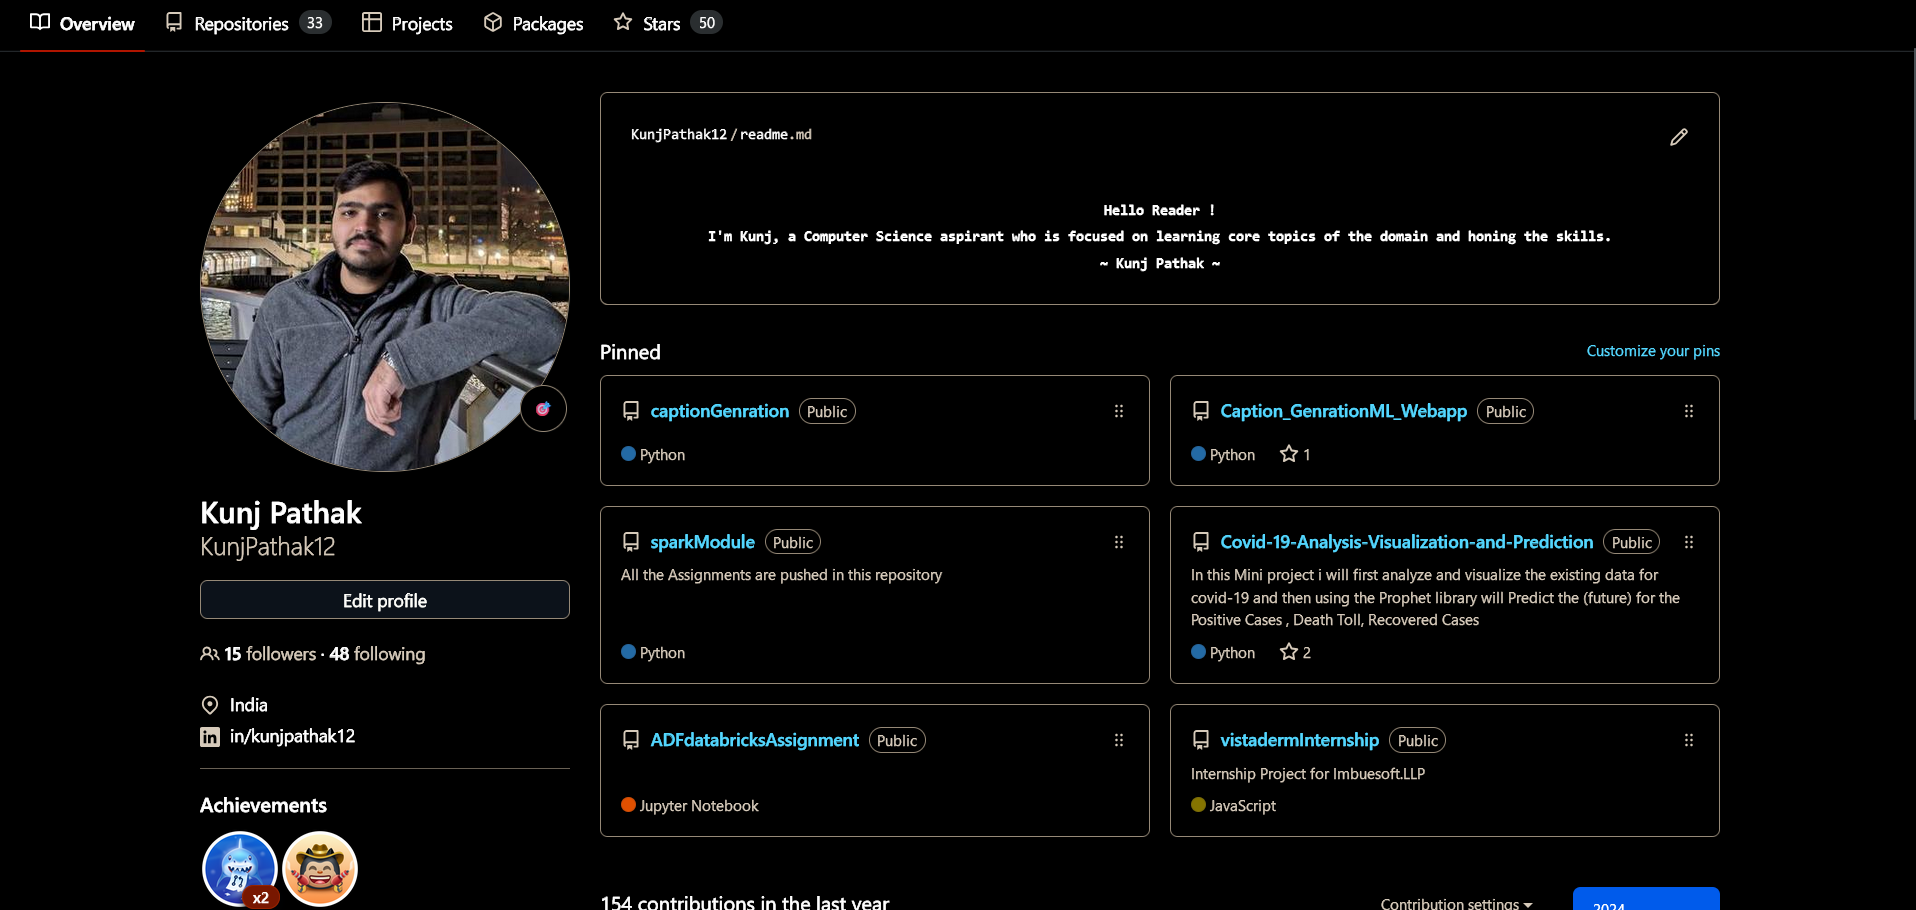 Overview Repositories 33 Projects Packages Stars 50
KunjPathak12/readme.md
Hello Reader !
I'm Kunj, a Computer Science aspirant who is focused on learning core topics of the domain and honing the skills.
~ Kunj Pathak ~
Kunj Pathak
KunjPathak12
Edit profile
15 followers · 48 following
India
in/kunjpathak12
Achievements
x2
Pinned
Customize your pins
captionGenration Public
Python
Caption_GenrationML_Webapp Public
Python 1
sparkModule Public
All the Assignments are pushed in this repository
Python
Covid-19-Analysis-Visualization-and-Prediction Public
In this Mini project i will first analyze and visualize the existing data for
covid-19 and then using the Prophet library will Predict the (future) for the
Positive Cases , Death Toll, Recovered Cases
Python 2
ADFdatabricksAssignment Public
Jupyter Notebook
vistadermInternship Public
Internship Project for Imbuesoft.LLP
JavaScript
154 contributions in the last year
Contribution settings
2024